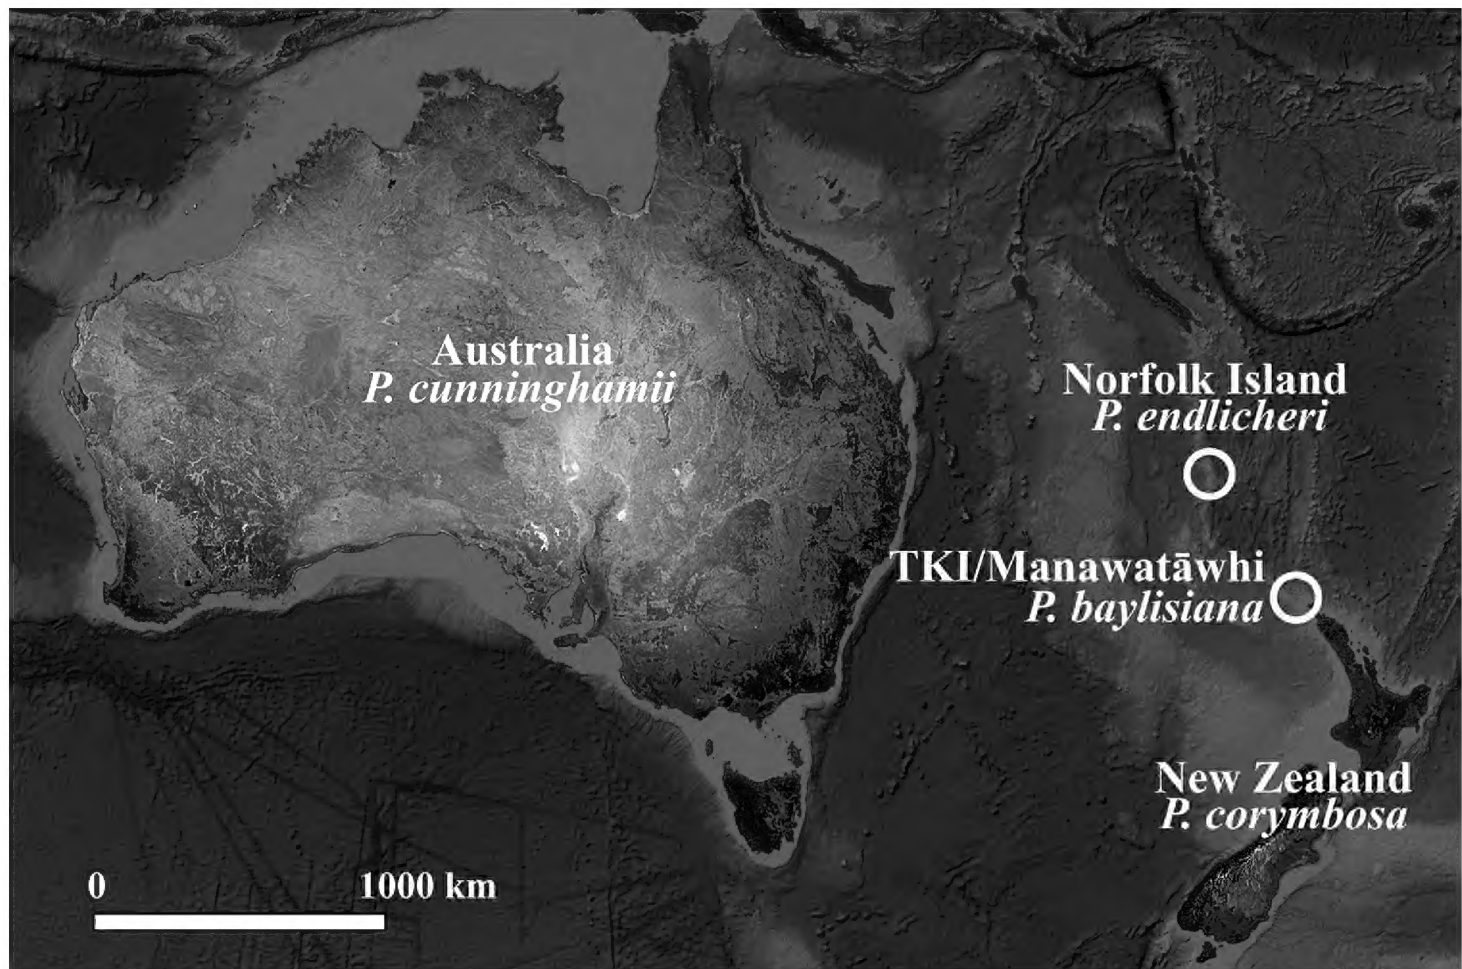 Australia
P. cunninghamii
Norfolk Island
P. endlicheri
TKI/Manawatāwhi
P. baylisiana
New Zealand
P. corymbosa
0 1000 km